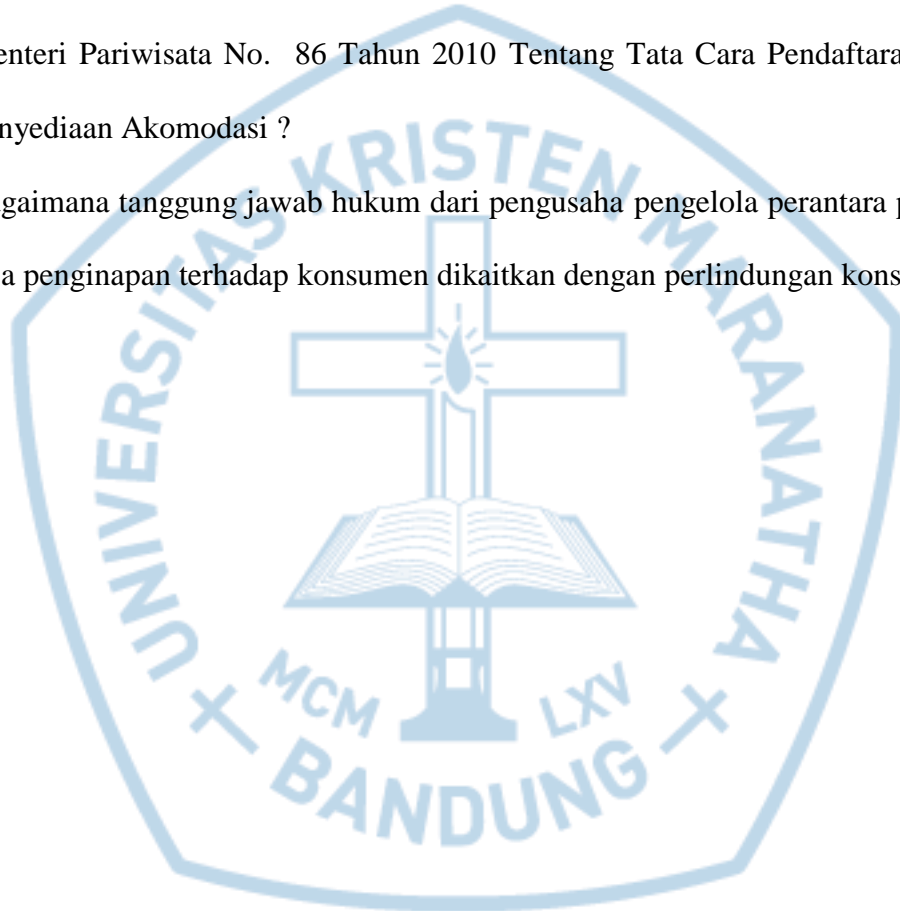 enteri Pariwisata No. 86 Tahun 2010 Tentang Tata Cara Pendaftara
nyediaan Akomodasi ?
gaimana tanggung jawab hukum dari pengusaha pengelola perantara p
a penginapan terhadap konsumen dikaitkan dengan perlindungan kons
UNIVERSITAS KRISTEN MARANATHA
MCM LXV
BANDUNG